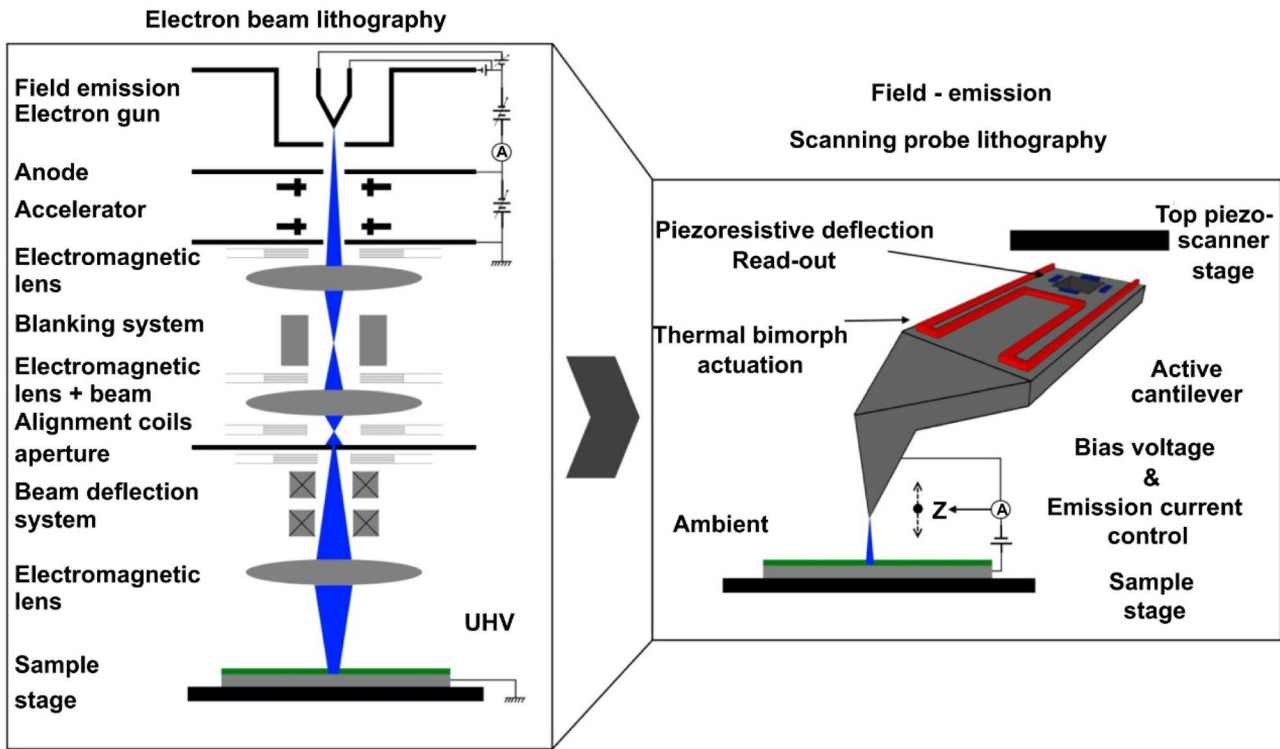 Electron beam lithography
Field emission
Electron gun
A
Anode
Accelerator
Electromagnetic
lens
Blanking system
Electromagnetic
lens + beam
Alignment coils
aperture
Beam deflection
system
Electromagnetic
lens
UHV
Sample
stage
Field - emission
Scanning probe lithography
Top piezo-
scanner
stage
Piezoresistive deflection
Read-out
Thermal bimorph
actuation
Active
cantilever
Bias voltage
&
Emission current
control
Z
A
Ambient
Sample
stage